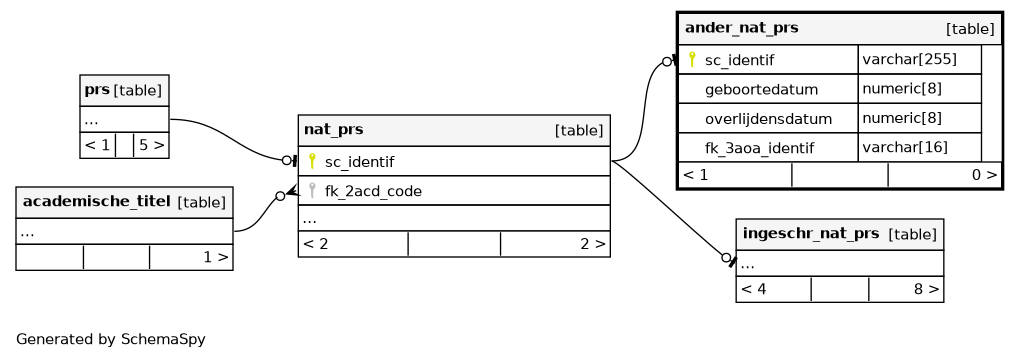 ander_nat_prs [table]
sc_identif varchar[255]
geboortedatum numeric[8]
overlijdensdatum numeric[8]
fk_3aoa_identif varchar[16]
< 1 0 >
prs [table]
...
< 1 5 >
nat_prs [table]
sc_identif
fk_2acd_code
...
< 2 2 >
academische_titel [table]
...
1 >
ingeschr_nat_prs [table]
...
< 4 8 >
Generated by SchemaSpy